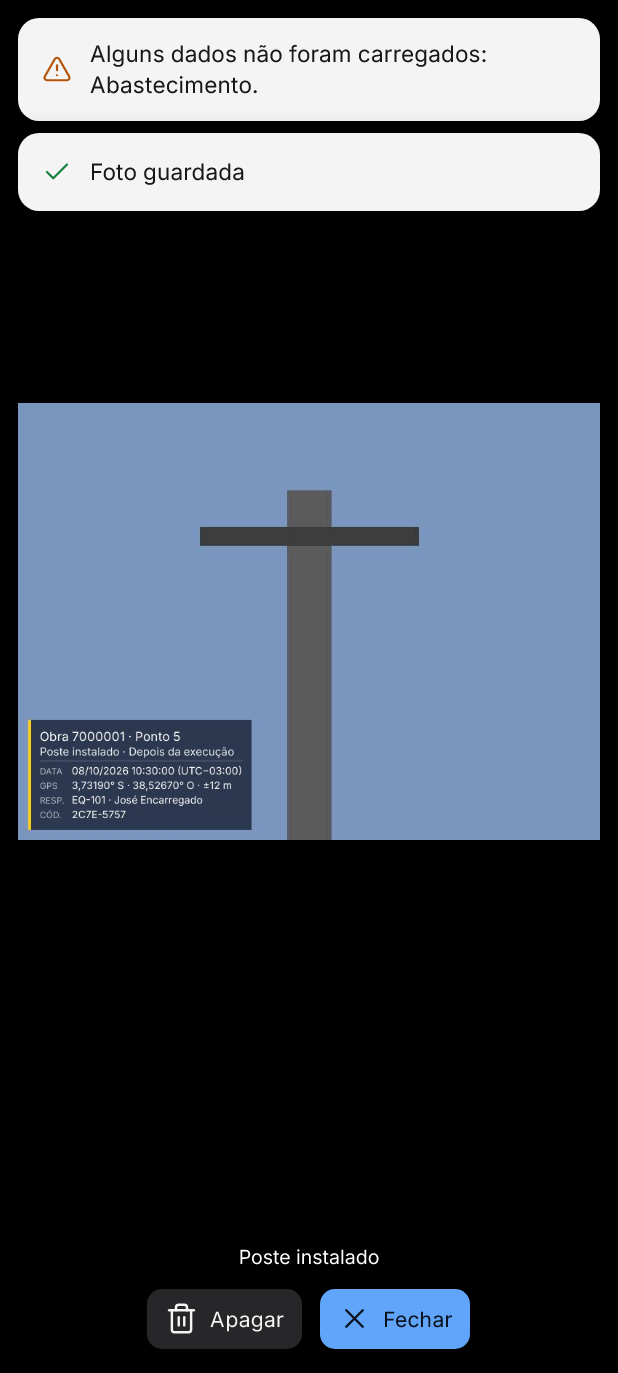 Alguns dados não foram carregados:
Abastecimento.
Foto guardada
Obra 7000001 · Ponto 5
Poste instalado · Depois da execução
DATA 08/10/2026 10:30:00 (UTC−03:00)
GPS 3,73190° S · 38,52670° O · ±12 m
RESP. EQ-101 · José Encarregado
CÓD. 2C7E-5757
Poste instalado
Apagar
Fechar